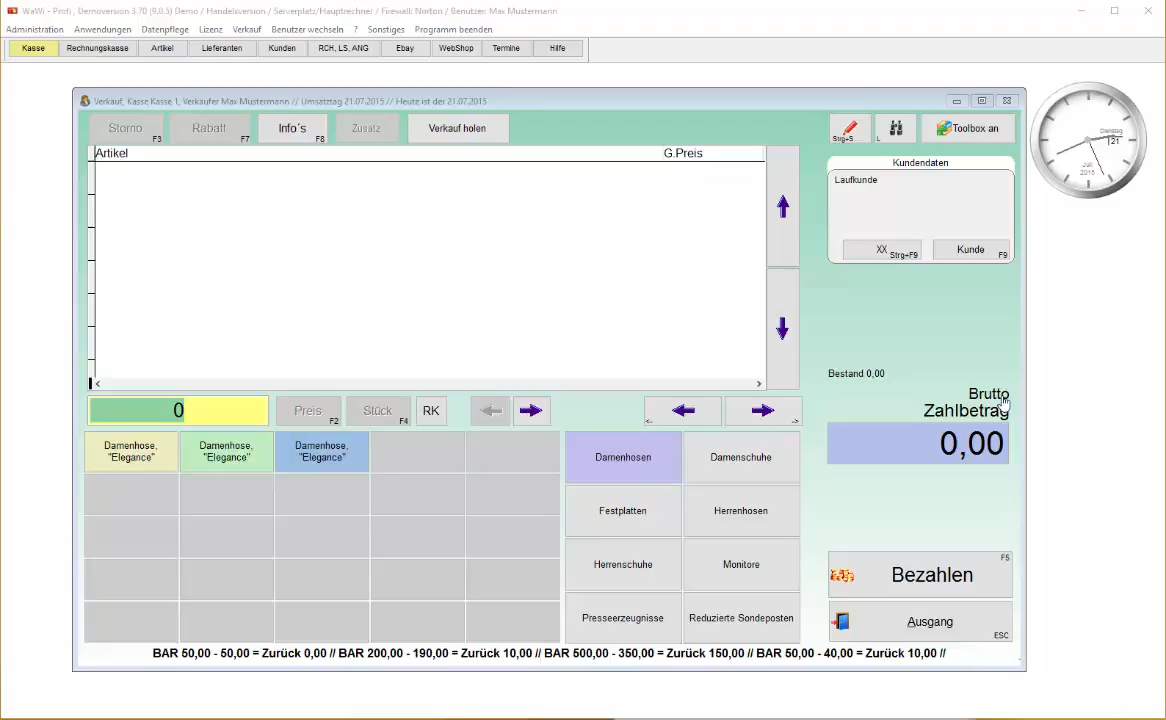 WaWi - Profi , Demoversion 3.70 (9.0.5) Demo / Handelsversion / Serverplatz/Hauptrechner / Firewall: Norton / Benutzer: Max Mustermann
Administration Anwendungen Datenpflege Lizenz Verkauf Benutzer wechseln ? Sonstiges Programm beenden
Kasse Rechnungskasse Artikel Lieferanten Kunden RCH, LS, ANG Ebay WebShop Termine Hilfe
Verkauf, Kasse Kasse 1, Verkäufer Max Mustermann // Umsatztag 21.07.2015 // Heute ist der 21.07.2015
Storno F3 Rabatt F7 Info´s F8 Zusatz Verkauf holen Strg+S L Toolbox an
Dienstag
21
Juli
2015
Artikel G.Preis
Kundendaten
Laufkunde
XX Strg+F9 Kunde F9
Bestand 0,00
Brutto
Zahlbetrag
0,00
0 Preis F2 Stück F4 RK <- ->
Damenhose, "Elegance" Damenhose, "Elegance" Damenhose, "Elegance"
Damenhosen Damenschuhe
Festplatten Herrenhosen
Herrenschuhe Monitore
Presseerzeugnisse Reduzierte Sondeposten
Bezahlen F5
Ausgang ESC
BAR 50,00 - 50,00 = Zurück 0,00 // BAR 200,00 - 190,00 = Zurück 10,00 // BAR 500,00 - 350,00 = Zurück 150,00 // BAR 50,00 - 40,00 = Zurück 10,00 //